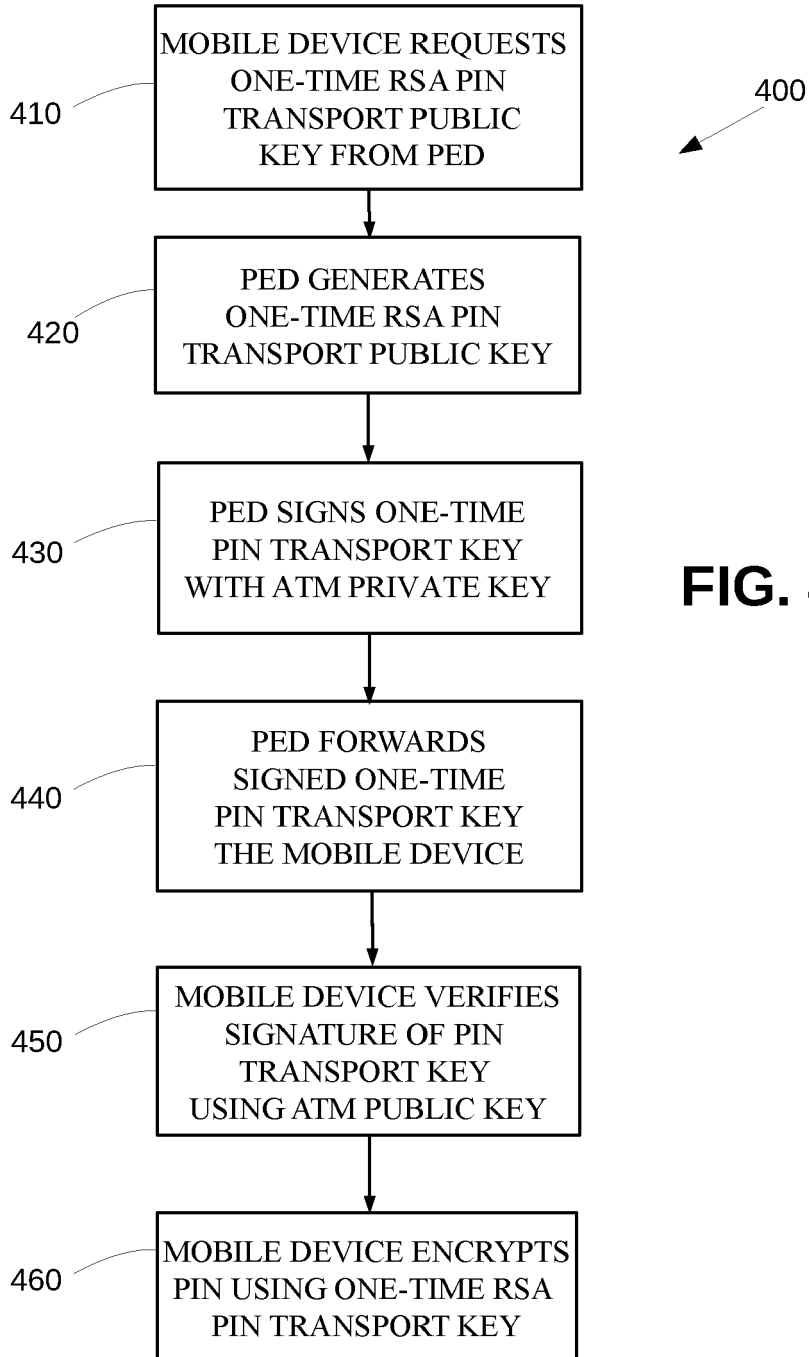 MOBILE DEVICE REQUESTS
ONE-TIME RSA PIN
TRANSPORT PUBLIC
KEY FROM PED
410
400
PED GENERATES
ONE-TIME RSA PIN
TRANSPORT PUBLIC KEY
420
PED SIGNS ONE-TIME
PIN TRANSPORT KEY
WITH ATM PRIVATE KEY
430
FIG.
PED FORWARDS
SIGNED ONE-TIME
PIN TRANSPORT KEY
THE MOBILE DEVICE
440
MOBILE DEVICE VERIFIES
SIGNATURE OF PIN
TRANSPORT KEY
USING ATM PUBLIC KEY
450
MOBILE DEVICE ENCRYPTS
PIN USING ONE-TIME RSA
PIN TRANSPORT KEY
460